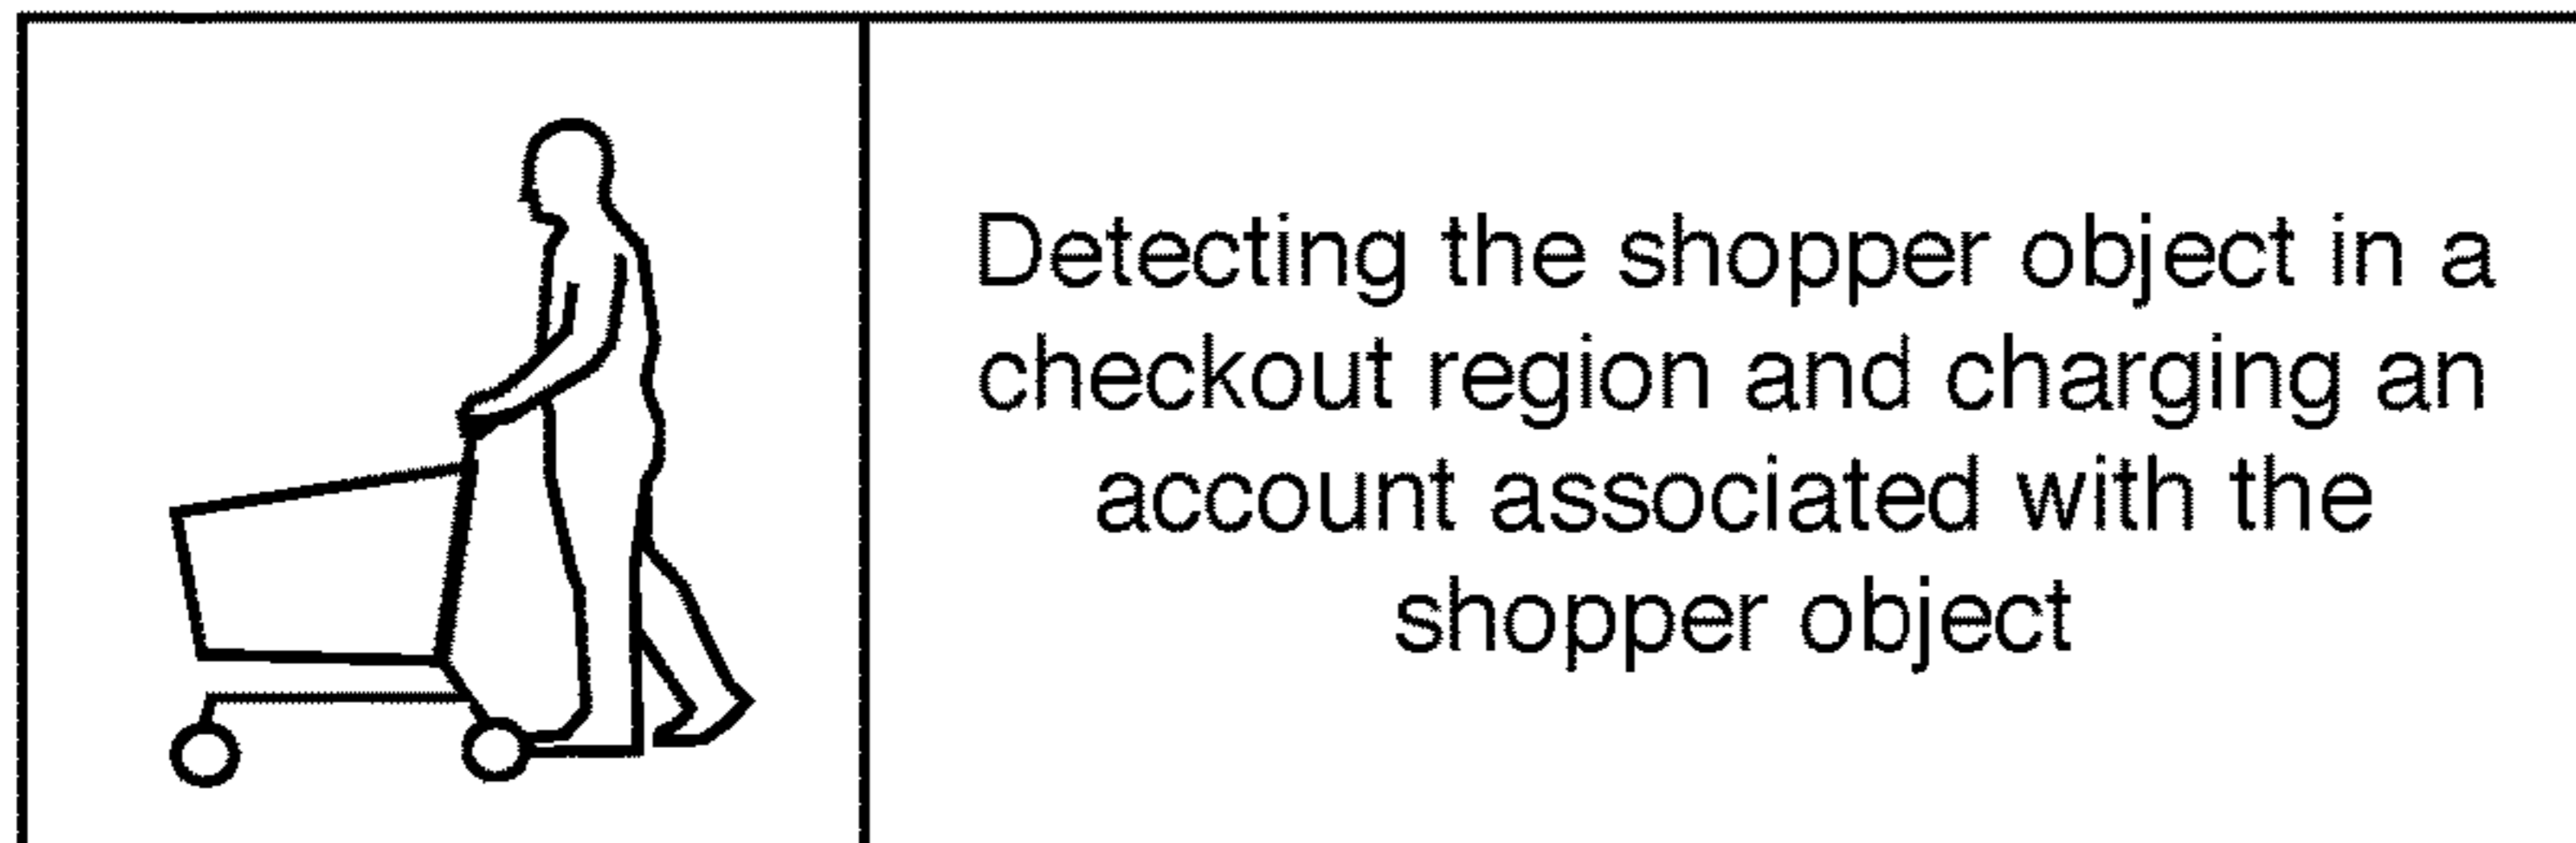 Detecting the shopper object in a
checkout region and charging an
account associated with the
shopper object